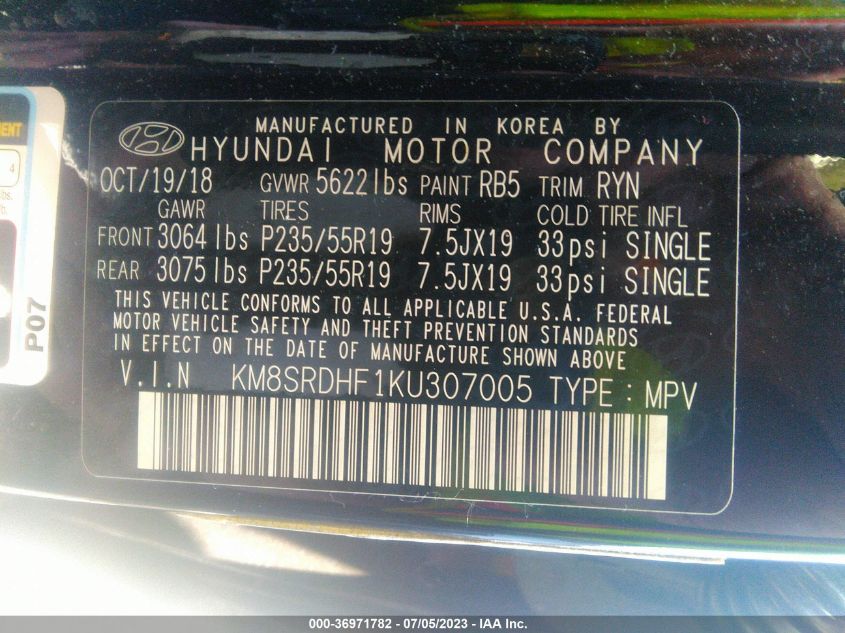 MANUFACTURED IN KOREA BY
HYUNDAI MOTOR COMPANY
OCT/19/18 GVWR 5622lbs PAINT RB5 TRIM RYN
GAWR TIRES RIMS COLD TIRE INFL
FRONT 3064 lbs P235/55R19 7.5JX19 33psi SINGLE
REAR 3075 lbs P235/55R19 7.5JX19 33psi SINGLE
THIS VEHICLE CONFORMS TO ALL APPLICABLE U.S.A. FEDERAL
MOTOR VEHICLE SAFETY AND THEFT PREVENTION STANDARDS
IN EFFECT ON THE DATE OF MANUFACTURE SHOWN ABOVE
V.I.N KM8SRDHF1KU307005 TYPE : MPV
4
P07
000-36971782 - 07/05/2023 - IAA Inc.